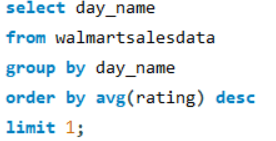 select day_name
from walmartsalesdata
group by day_name
order by avg(rating) desc
limit 1;